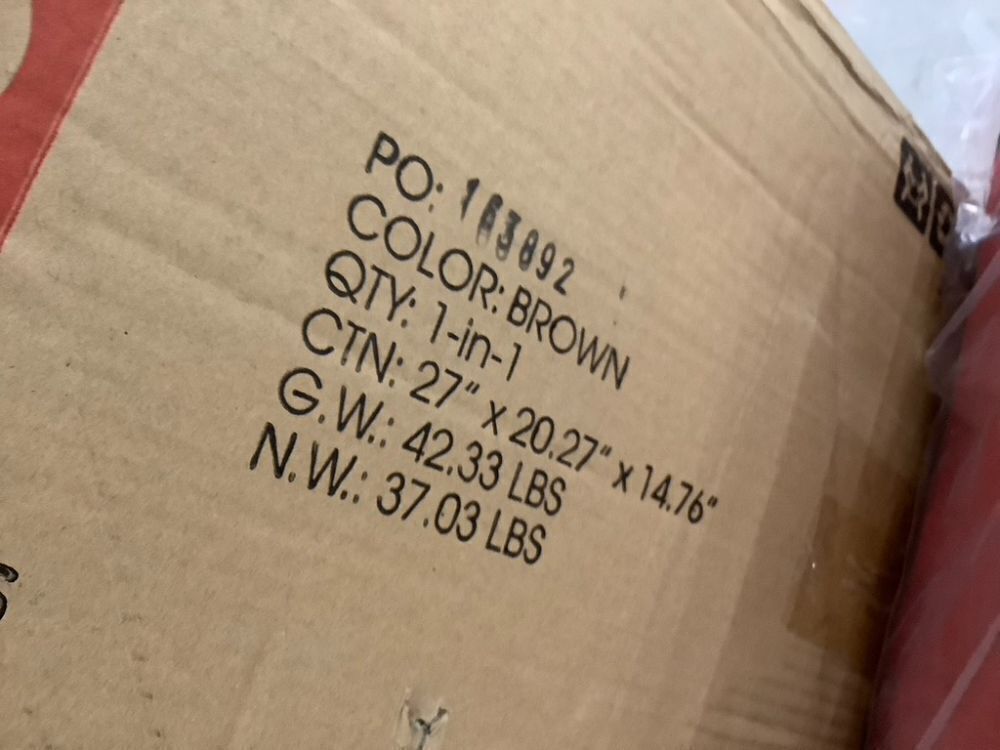 PO: 163892
COLOR: BROWN
QTY: 1-in-1
CTN: 27" x 20.27" x 14.76"
G.W.: 42.33 LBS
N.W.: 37.03 LBS